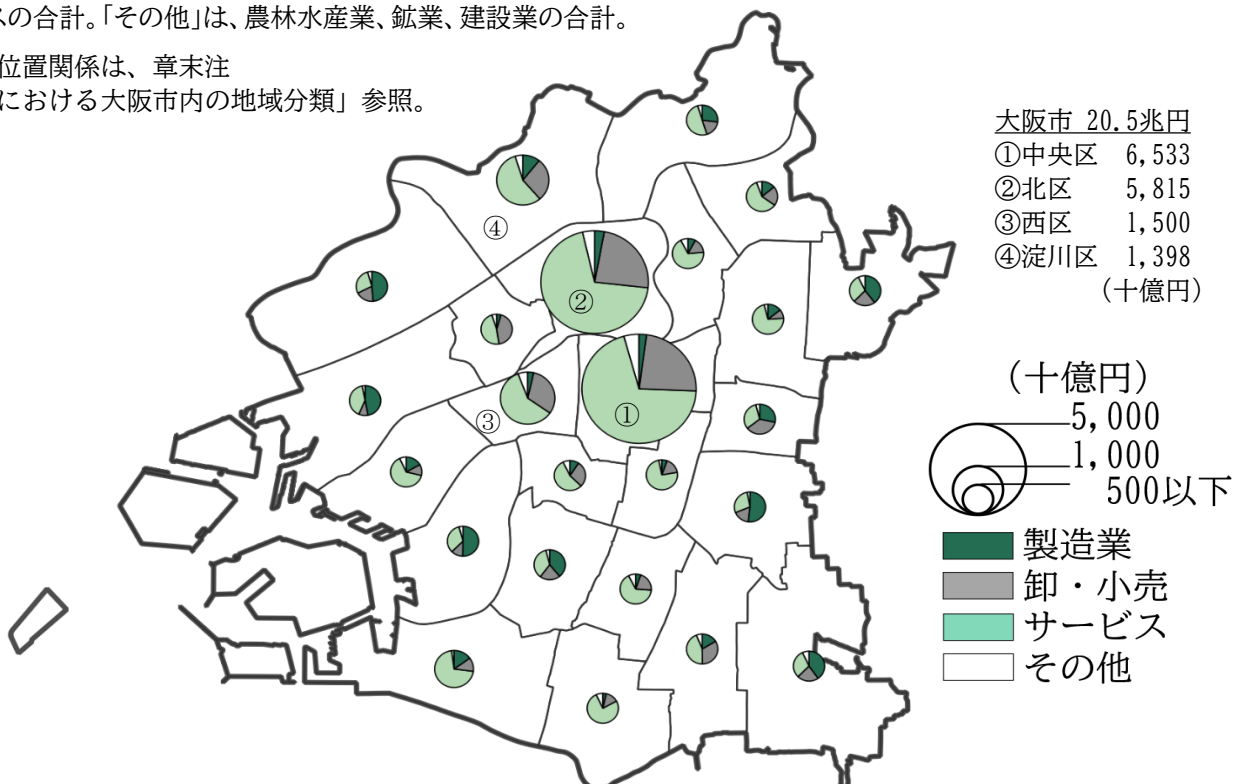 スの合計。「その他」は、農林水産業、鉱業、建設業の合計。
位置関係は、章末注
における大阪市内の地域分類」参照。
大阪市 20.5兆円
①中央区 6,533
②北区 5,815
③西区 1,500
④淀川区 1,398
(十億円)
④
②
③
①
(十億円)
5,000
1,000
500以下
製造業
卸・小売
サービス
その他